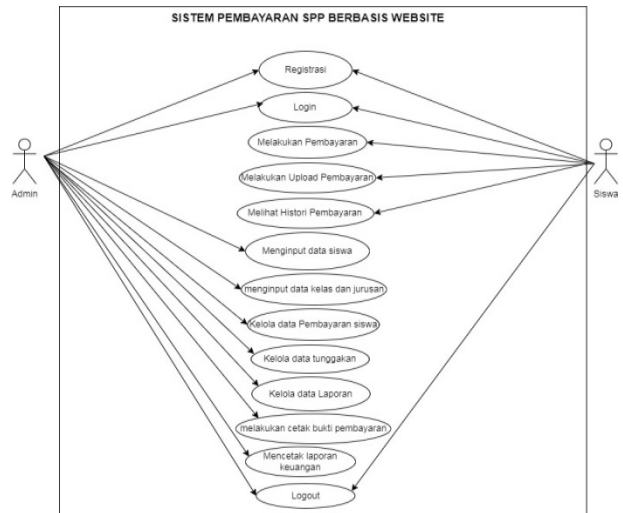 SISTEM PEMBAYARAN SPP BERBASIS WEBSITE
Registrasi
Login
Melakukan Pembayaran
Melakukan Upload Pembayaran
Melihat Histori Pembayaran
Admin
Siswa
Menginput data siswa
menginput data kelas dan jurusan
Kelola data Pembayaran siswa
Kelola data tunggakan
Kelola data Laporan
melakukan cetak bukti pembayaran
Mencetak laporan
keuangan
Logout